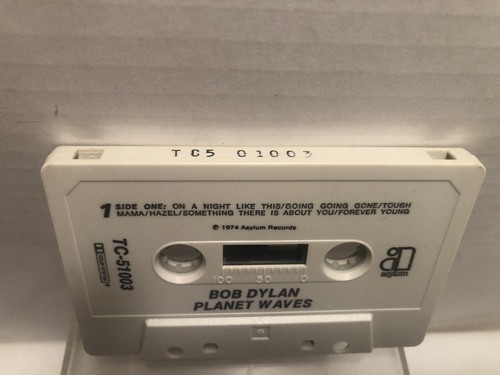 TC5 01003
1 SIDE ONE: ON A NIGHT LIKE THIS/GOING GOING GONE/TOUGH
MAMA/HAZEL/SOMETHING THERE IS ABOUT YOU/FOREVER YOUNG
℗ 1974 Asylum Records
TC-51003
asylum
100 50 0
BOB DYLAN
PLANET WAVES